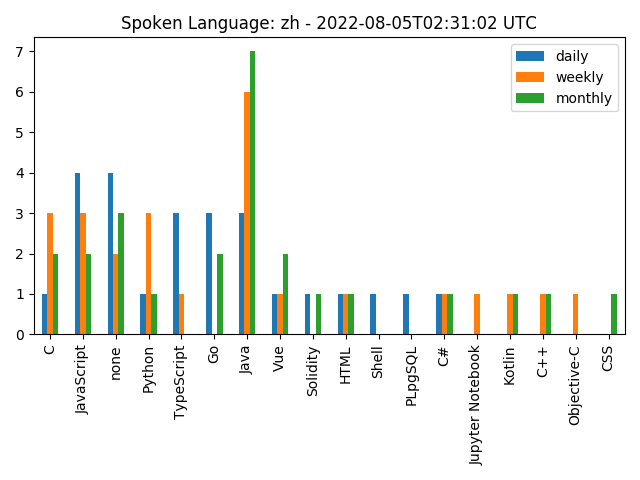 Spoken Language: zh - 2022-08-05T02:31:02 UTC
daily
weekly
monthly
7
6
5
4
3
2
1
0
C
JavaScript
none
Python
TypeScript
Go
Java
Vue
Solidity
HTML
Shell
PLpgSQL
C#
Jupyter Notebook
Kotlin
C++
Objective-C
CSS